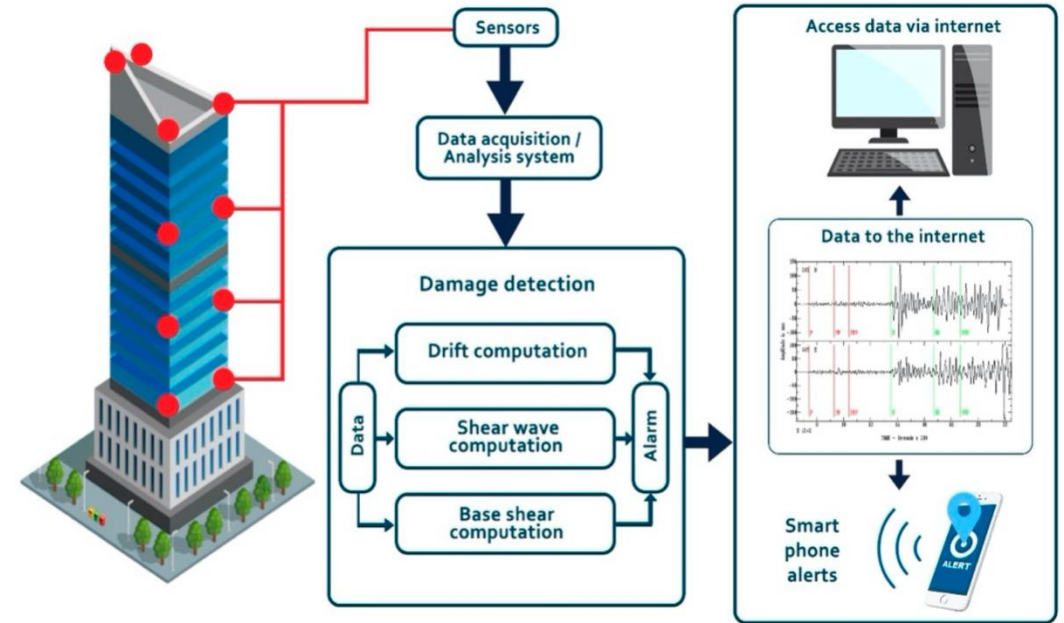 Sensors
Data acquisition /
Analysis system
Damage detection
Data
Drift computation
Shear wave
computation
Base shear
computation
Alarm
Access data via internet
Data to the internet
Smart
phone
alerts
ALERT